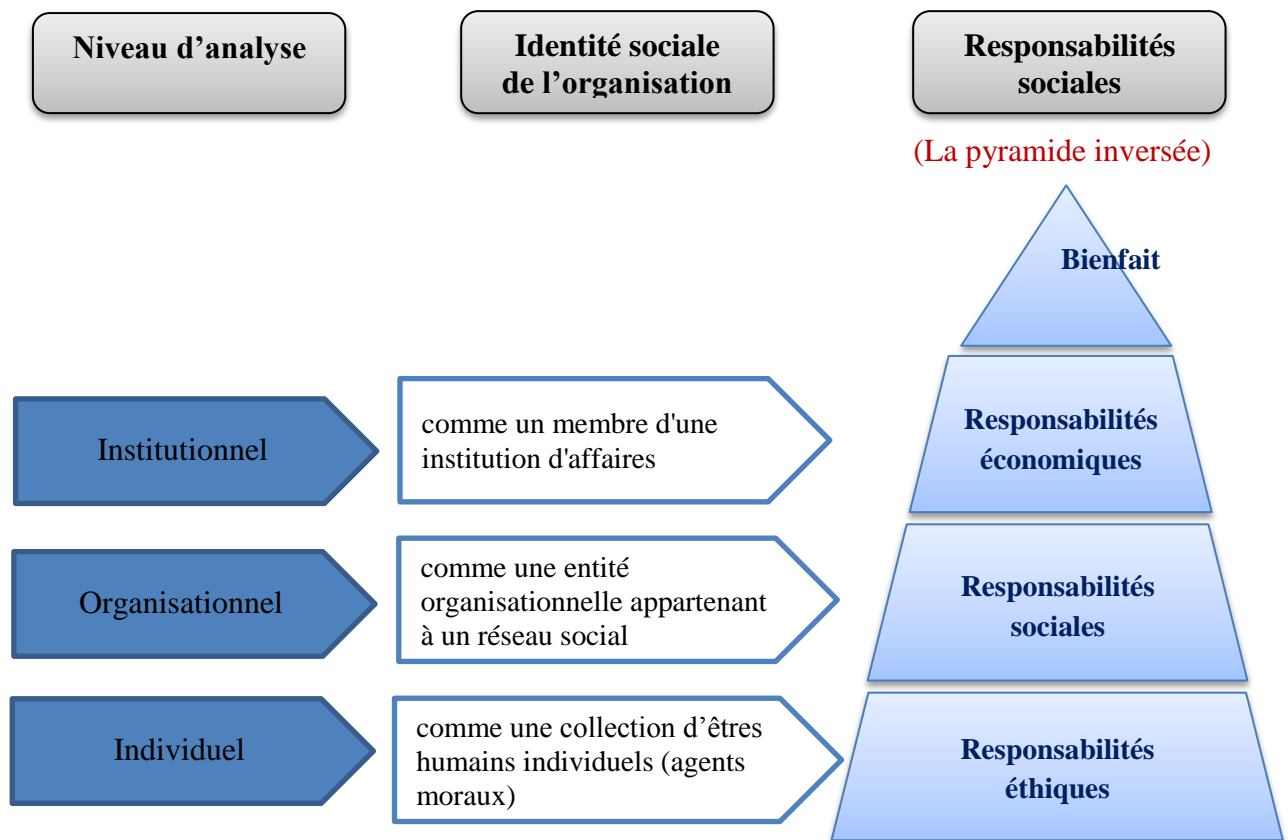 Niveau d’analyse
Identité sociale
de l’organisation
Responsabilités
sociales
(La pyramide inversée)
Bienfait
Institutionnel
comme un membre d'une
institution d'affaires
Responsabilités
économiques
Organisationnel
comme une entité
organisationnelle appartenant
à un réseau social
Responsabilités
sociales
Individuel
comme une collection d’êtres
humains individuels (agents
moraux)
Responsabilités
éthiques